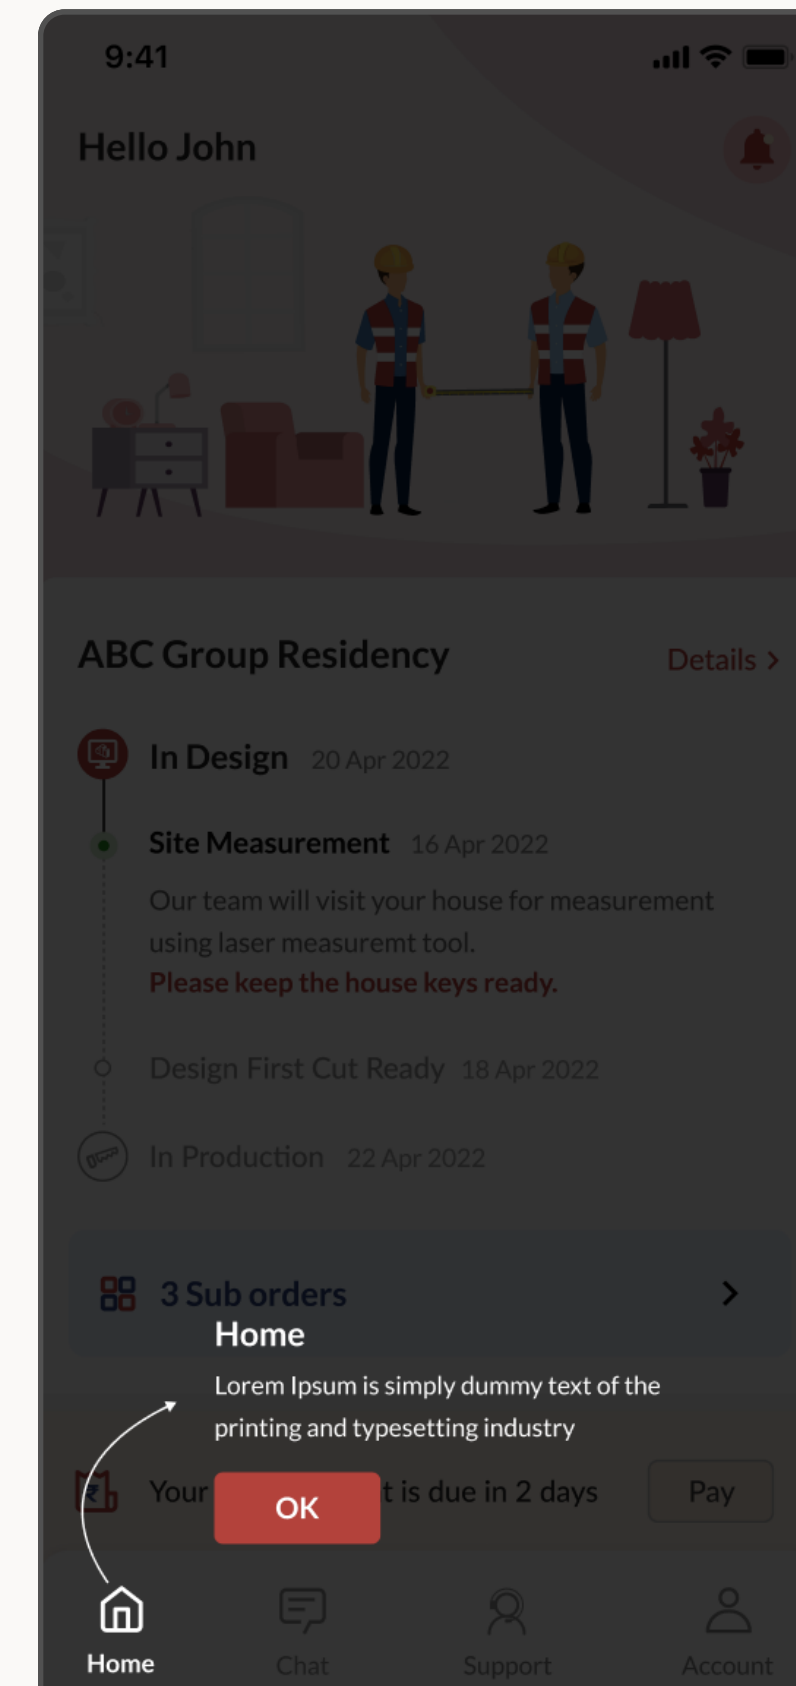 9:41
Hello John
ABC Group Residency
Details >
In Design 20 Apr 2022
Site Measurement 16 Apr 2022
Our team will visit your house for measurement
using laser measuremt tool.
Please keep the house keys ready.
Design First Cut Ready 18 Apr 2022
In Production 22 Apr 2022
3 Sub orders
Home
Lorem Ipsum is simply dummy text of the
printing and typesetting industry
₹
Your
t is due in 2 days
Pay
OK
Home
Chat
Support
Account